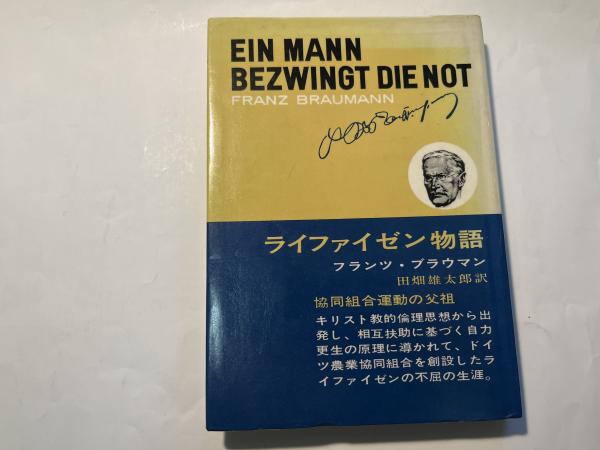 EIN MANN
BEZWINGT DIE NOT
FRANZ BRAUMANN
ライファイゼン物語
フランツ・ブラウマン
田畑雄太郎訳
協同組合運動の父祖
キリスト教的倫理思想から出
発し、相互扶助に基づく自力
更生の原理に導かれて、ドイ
ツ農業協同組合を創設したラ
イファイゼンの不屈の生涯。